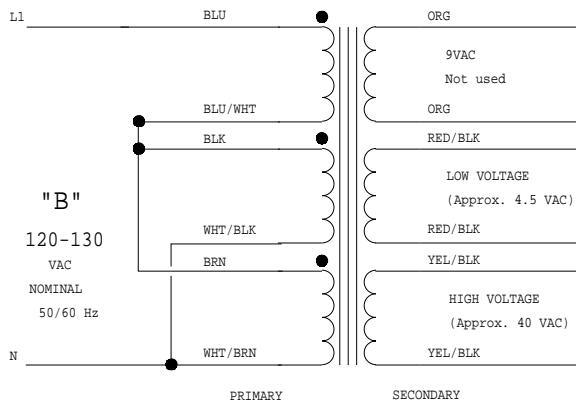 L1
BLU
ORG
9VAC
Not used
BLU/WHT
ORG
BLK
RED/BLK
"B"
LOW VOLTAGE
(Approx. 4.5 VAC)
120-130
WHT/BLK
RED/BLK
VAC
BRN
YEL/BLK
NOMINAL
HIGH VOLTAGE
50/60 Hz
(Approx. 40 VAC)
N
WHT/BRN
YEL/BLK
PRIMARY
SECONDARY